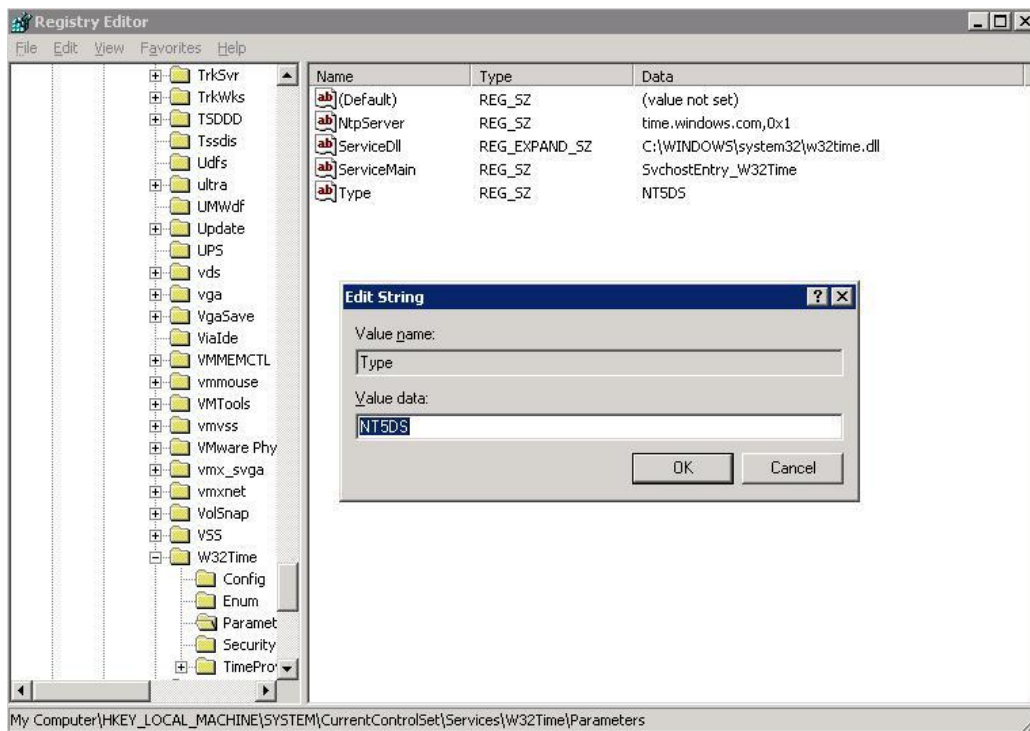 Registry Editor
File Edit View Favorites Help
TrkSvr
TrkWks
TSDDD
Tssdis
Udfs
ultra
UMWdf
Update
UPS
vds
vga
VgaSave
ViaIde
VMMEMCTL
vmmouse
VMTools
vmvss
VMware Phy
vmx_svga
vmxnet
VolSnap
VSS
W32Time
Config
Enum
Paramet
Security
TimePro
Name Type Data
(Default) REG_SZ (value not set)
NtpServer REG_SZ time.windows.com,0x1
ServiceDll REG_EXPAND_SZ C:\WINDOWS\system32\w32time.dll
ServiceMain REG_SZ SvchostEntry_W32Time
Type REG_SZ NT5DS
Edit String
Value name:
Type
Value data:
NT5DS
OK Cancel
My Computer\HKEY_LOCAL_MACHINE\SYSTEM\CurrentControlSet\Services\W32Time\Parameters